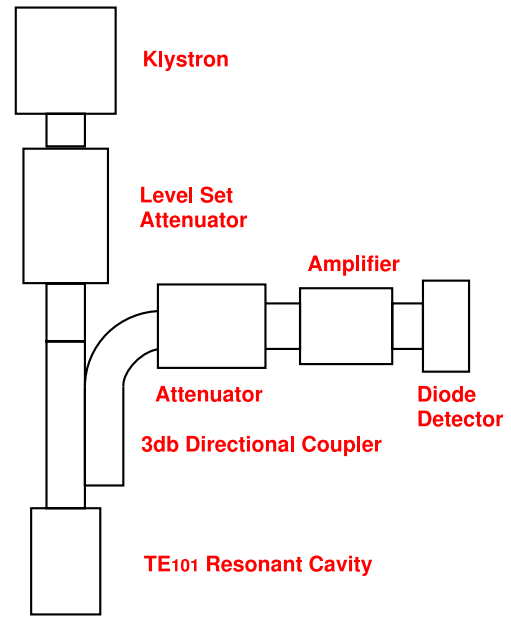 Klystron
Level Set
Attenuator
Amplifier
Attenuator
Diode
Detector
3db Directional Coupler
TE101 Resonant Cavity